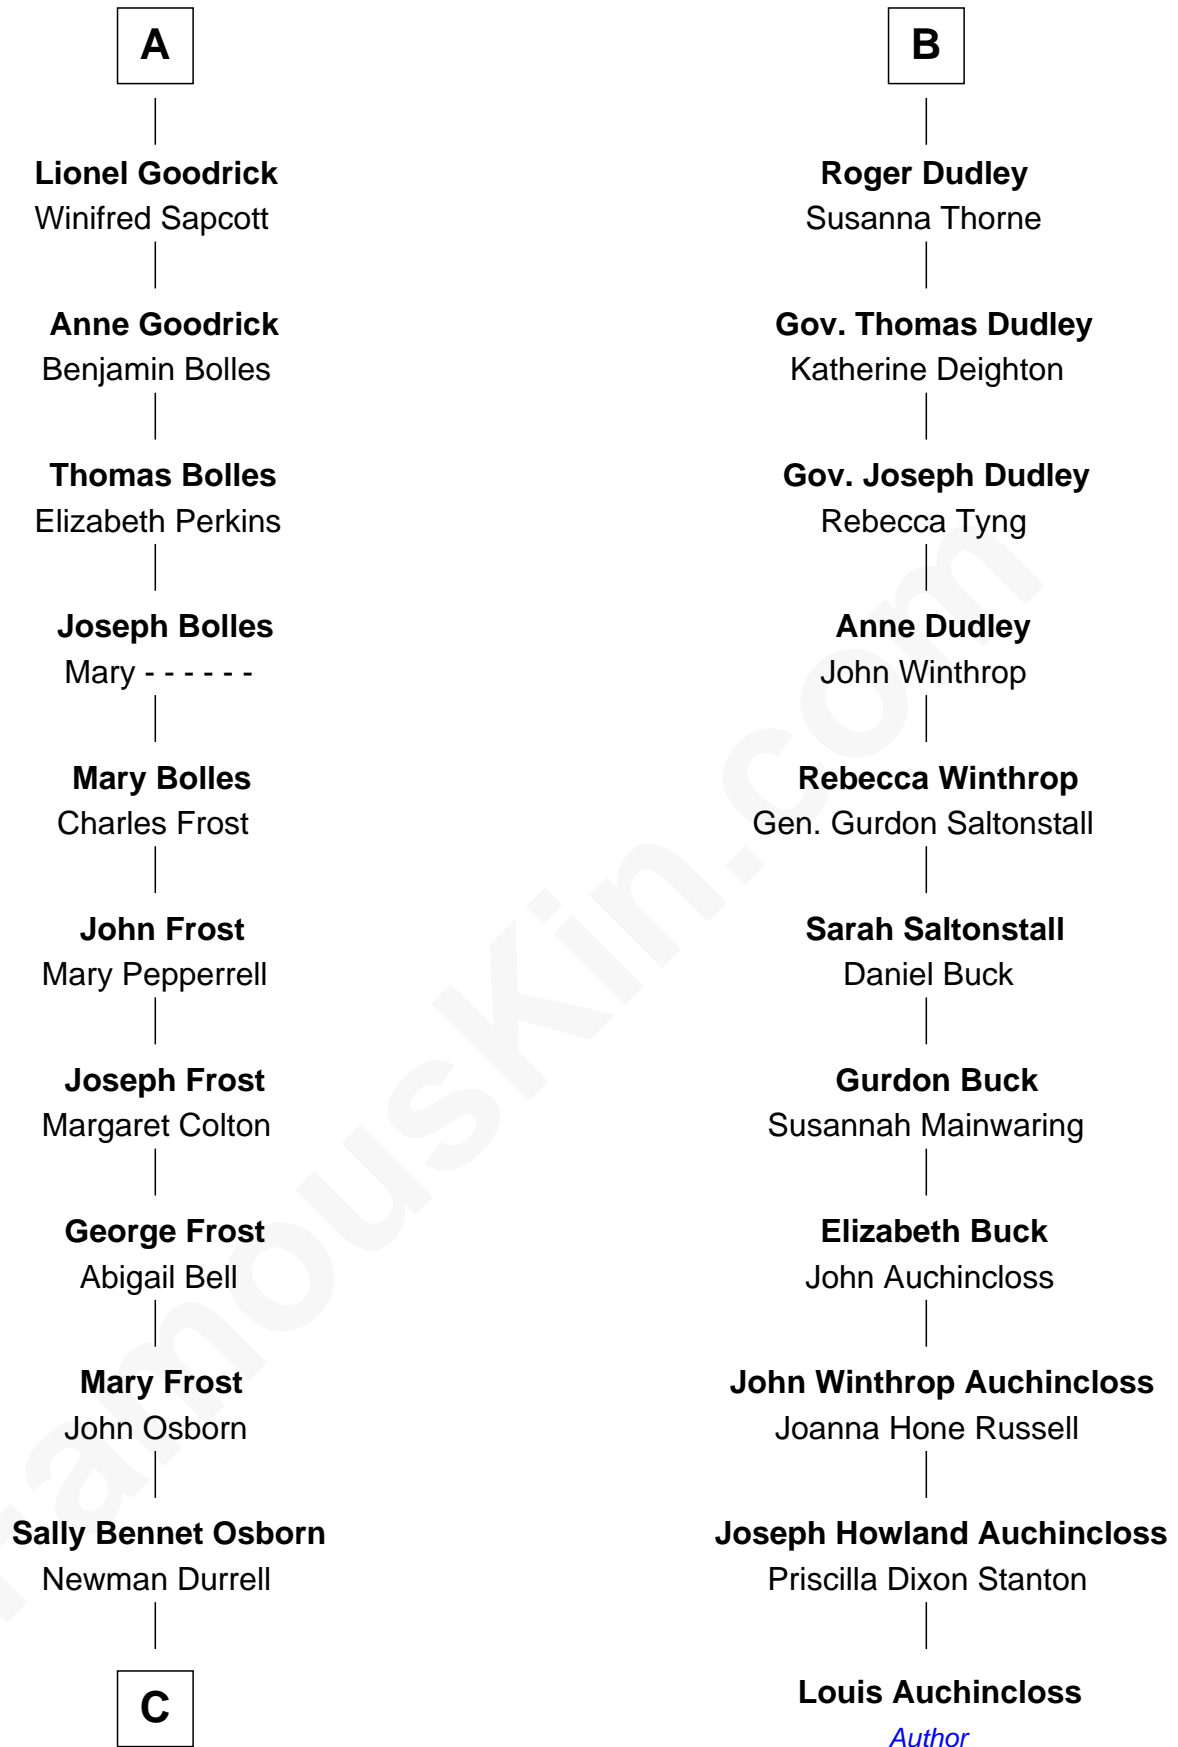 A
Lionel Goodrick
Winifred Sapcott
Anne Goodrick
Benjamin Bolles
Thomas Bolles
Elizabeth Perkins
Joseph Bolles
Mary - - - - - -
Mary Bolles
Charles Frost
John Frost
Mary Pepperrell
Joseph Frost
Margaret Colton
George Frost
Abigail Bell
Mary Frost
John Osborn
Sally Bennet Osborn
Newman Durrell
C
B
Roger Dudley
Susanna Thorne
Gov. Thomas Dudley
Katherine Deighton
Gov. Joseph Dudley
Rebecca Tyng
Anne Dudley
John Winthrop
Rebecca Winthrop
Gen. Gurdon Saltonstall
Sarah Saltonstall
Daniel Buck
Gurdon Buck
Susannah Mainwaring
Elizabeth Buck
John Auchincloss
John Winthrop Auchincloss
Joanna Hone Russell
Joseph Howland Auchincloss
Priscilla Dixon Stanton
Louis Auchincloss
Author
FamousKin.com